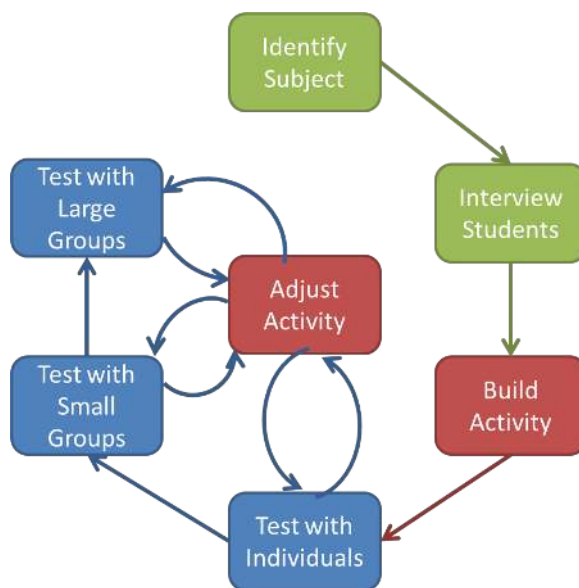 Identify
Subject
Test with
Large
Groups
Interview
Students
Adjust
Activity
Test with
Small
Groups
Build
Activity
Test with
Individuals